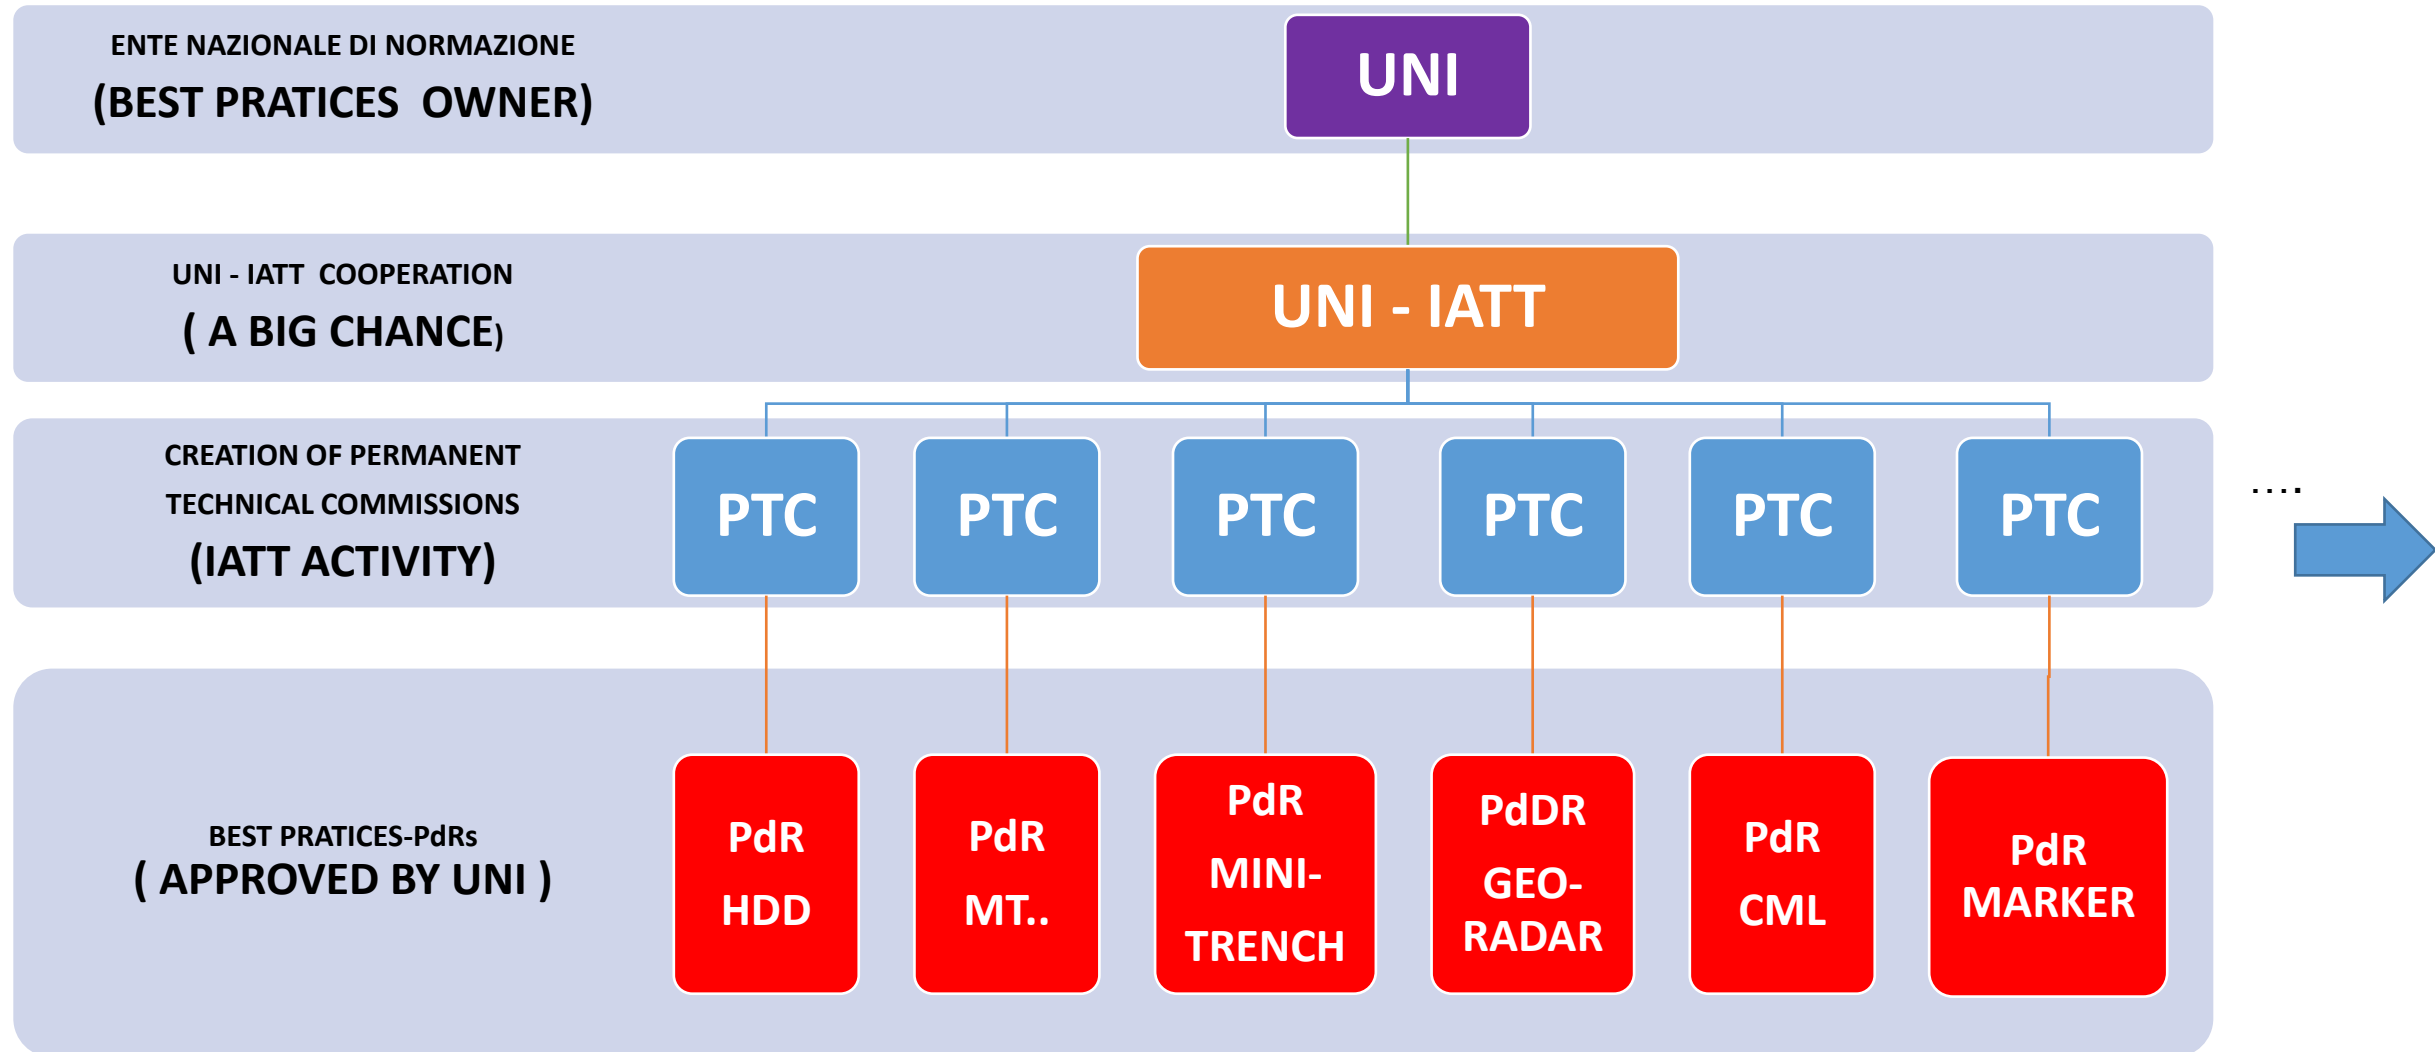 ENTE NAZIONALE DI NORMAZIONE
(BEST PRATICES OWNER)
UNI
UNI - IATT COOPERATION
( A BIG CHANCE)
UNI - IATT
CREATION OF PERMANENT
TECHNICAL COMMISSIONS
(IATT ACTIVITY)
PTC
PTC
PTC
PTC
PTC
PTC
....
BEST PRATICES-PdRs
( APPROVED BY UNI )
PdR
HDD
PdR
MT..
PdR
MINI-
TRENCH
PdDR
GEO-
RADAR
PdR
CML
PdR
MARKER